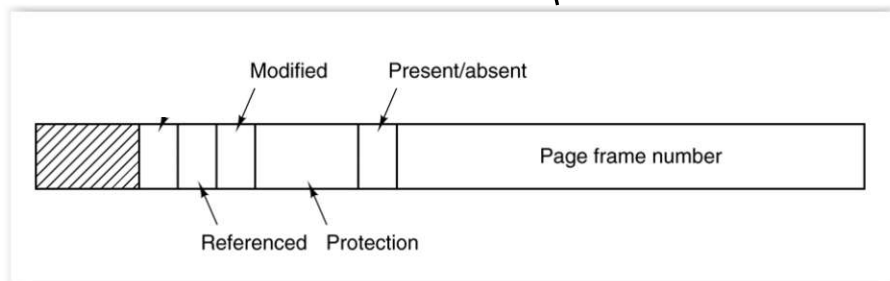 Modified Present/absent
Page frame number
Referenced Protection